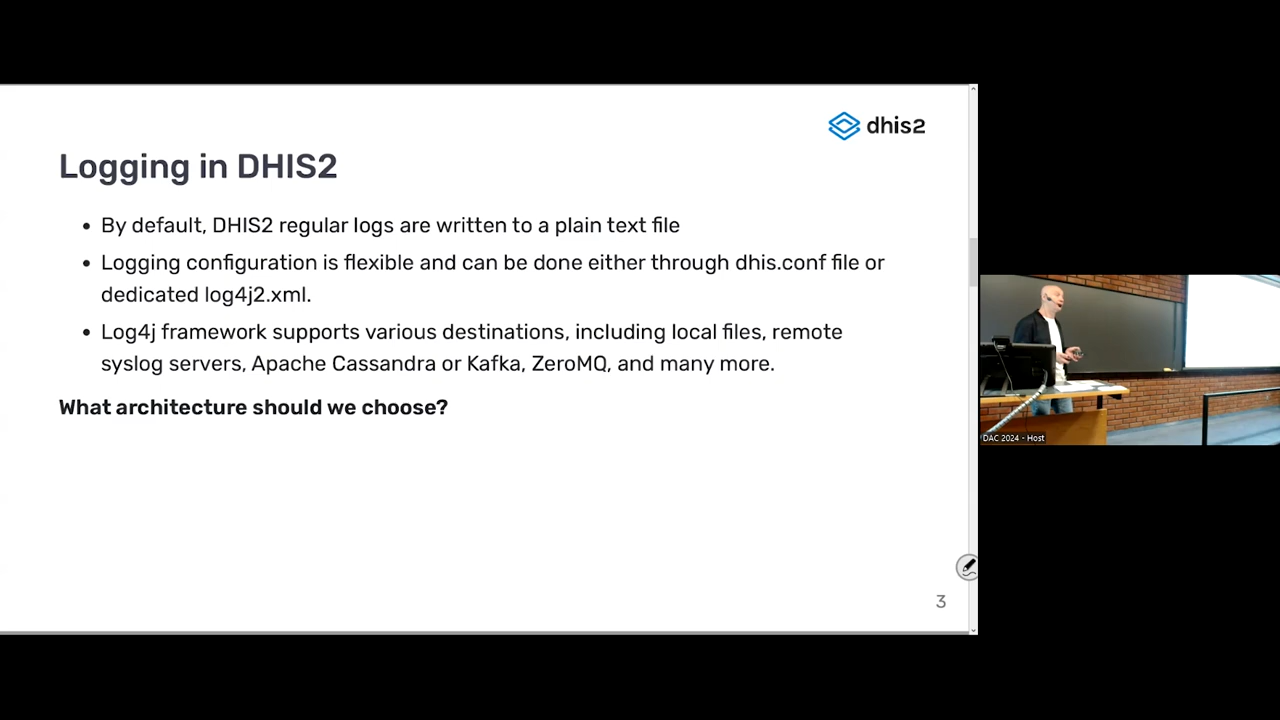 dhis2
Logging in DHIS2
• By default, DHIS2 regular logs are written to a plain text file
• Logging configuration is flexible and can be done either through dhis.conf file or
dedicated log4j2.xml.
• Log4j framework supports various destinations, including local files, remote
syslog servers, Apache Cassandra or Kafka, ZeroMQ, and many more.
What architecture should we choose?
DAC 2024 - Host
3